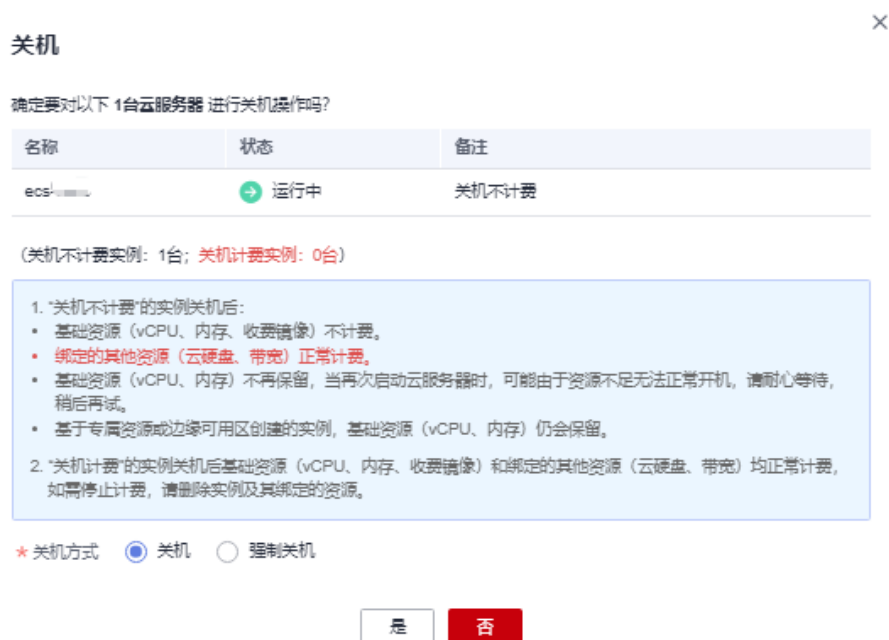 关机
确定要对以下 1台云服务器 进行关机操作吗?
名称 状态 备注
ecs 运行中 关机不计费
(关机不计费实例:1台;关机计费实例:0台)
1. “关机不计费”的实例关机后:
• 基础资源(vCPU、内存、收费镜像)不计费。
• 绑定的其他资源(云硬盘、带宽)正常计费。
• 基础资源(vCPU、内存)不再保留,当再次启动云服务器时,可能由于资源不足无法正常开机,请耐心等待,
稍后再试。
• 基于专属资源或边缘可用区创建的实例,基础资源(vCPU、内存)仍会保留。
2. “关机计费”的实例关机后基础资源(vCPU、内存、收费镜像)和绑定的其他资源(云硬盘、带宽)均正常计费,
如需停止计费,请删除实例及其绑定的资源。
* 关机方式 关机 强制关机
是 否